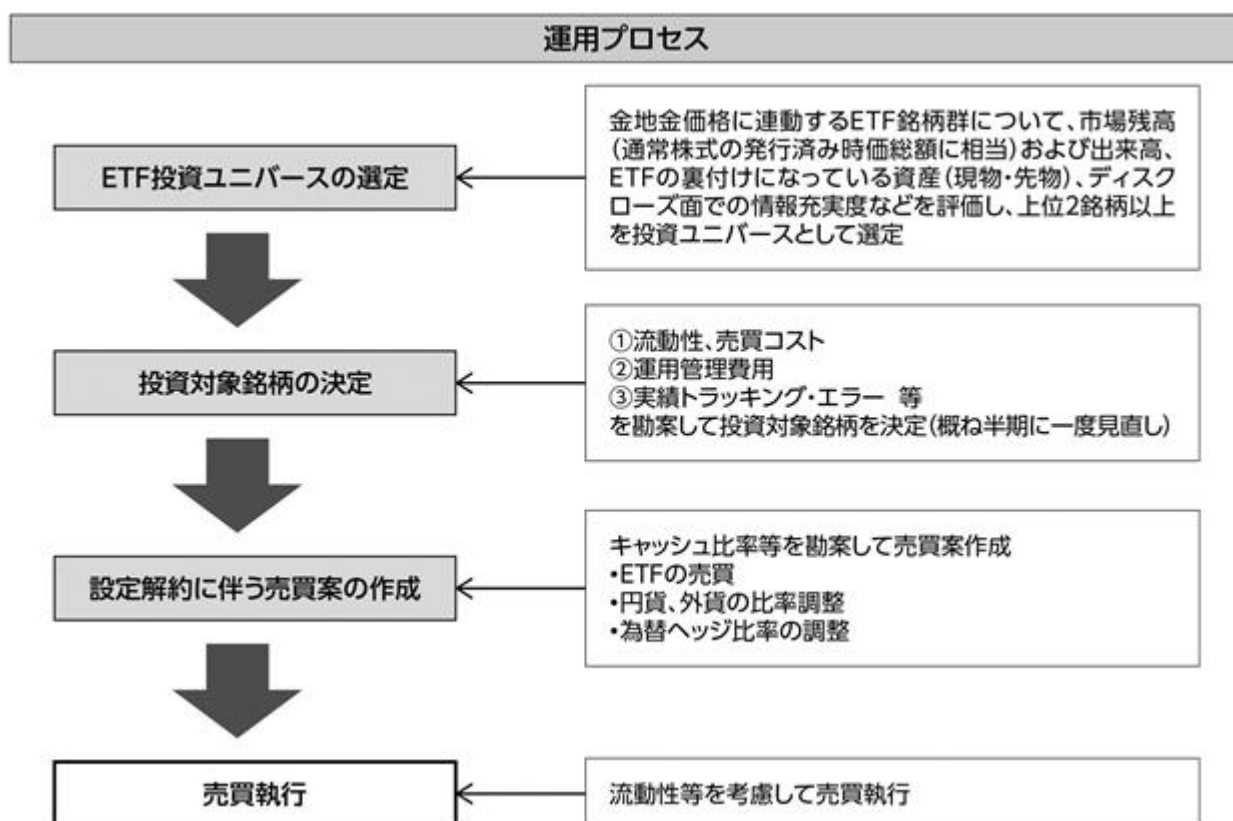 運用プロセス
ETF投資ユニバースの選定
金地金価格に連動するETF銘柄群について、市場残高
(通常株式の発行済み時価総額に相当)および出来高、
ETFの裏付けになっている資産(現物・先物)、ディスク
ローズ面での情報充実度などを評価し、上位2銘柄以上
を投資ユニバースとして選定
投資対象銘柄の決定
①流動性、売買コスト
②運用管理費用
③実績トラッキング・エラー 等
を勘案して投資対象銘柄を決定(概ね半期に一度見直し)
設定解約に伴う売買案の作成
キャッシュ比率等を勘案して売買案作成
・ETFの売買
・円貨、外貨の比率調整
・為替ヘッジ比率の調整
売買執行
流動性等を考慮して売買執行